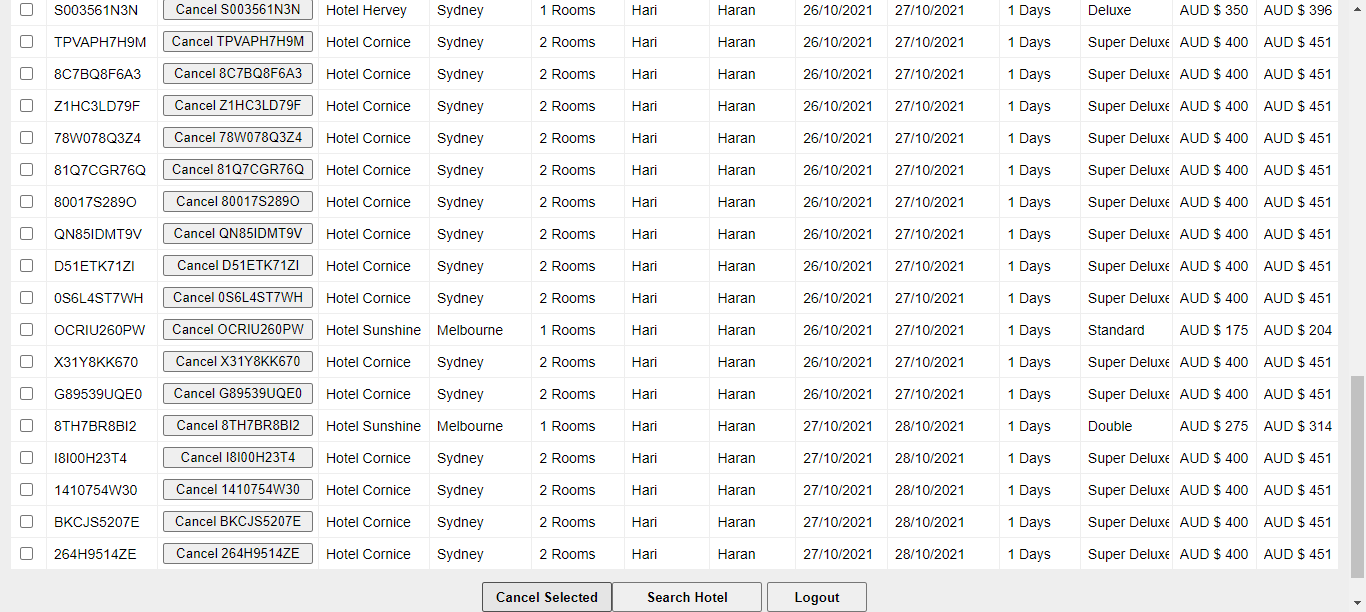 S003561N3N Cancel S003561N3N Hotel Hervey Sydney 1 Rooms Hari Haran 26/10/2021 27/10/2021 1 Days Deluxe AUD $ 350 AUD $ 396
TPVAPH7H9M Cancel TPVAPH7H9M Hotel Cornice Sydney 2 Rooms Hari Haran 26/10/2021 27/10/2021 1 Days Super Deluxe AUD $ 400 AUD $ 451
8C7BQ8F6A3 Cancel 8C7BQ8F6A3 Hotel Cornice Sydney 2 Rooms Hari Haran 26/10/2021 27/10/2021 1 Days Super Deluxe AUD $ 400 AUD $ 451
Z1HC3LD79F Cancel Z1HC3LD79F Hotel Cornice Sydney 2 Rooms Hari Haran 26/10/2021 27/10/2021 1 Days Super Deluxe AUD $ 400 AUD $ 451
78W078Q3Z4 Cancel 78W078Q3Z4 Hotel Cornice Sydney 2 Rooms Hari Haran 26/10/2021 27/10/2021 1 Days Super Deluxe AUD $ 400 AUD $ 451
81Q7CGR76Q Cancel 81Q7CGR76Q Hotel Cornice Sydney 2 Rooms Hari Haran 26/10/2021 27/10/2021 1 Days Super Deluxe AUD $ 400 AUD $ 451
80017S289O Cancel 80017S289O Hotel Cornice Sydney 2 Rooms Hari Haran 26/10/2021 27/10/2021 1 Days Super Deluxe AUD $ 400 AUD $ 451
QN85IDMT9V Cancel QN85IDMT9V Hotel Cornice Sydney 2 Rooms Hari Haran 26/10/2021 27/10/2021 1 Days Super Deluxe AUD $ 400 AUD $ 451
D51ETK71ZI Cancel D51ETK71ZI Hotel Cornice Sydney 2 Rooms Hari Haran 26/10/2021 27/10/2021 1 Days Super Deluxe AUD $ 400 AUD $ 451
0S6L4ST7WH Cancel 0S6L4ST7WH Hotel Cornice Sydney 2 Rooms Hari Haran 26/10/2021 27/10/2021 1 Days Super Deluxe AUD $ 400 AUD $ 451
OCRIU260PW Cancel OCRIU260PW Hotel Sunshine Melbourne 1 Rooms Hari Haran 26/10/2021 27/10/2021 1 Days Standard AUD $ 175 AUD $ 204
X31Y8KK670 Cancel X31Y8KK670 Hotel Cornice Sydney 2 Rooms Hari Haran 26/10/2021 27/10/2021 1 Days Super Deluxe AUD $ 400 AUD $ 451
G89539UQE0 Cancel G89539UQE0 Hotel Cornice Sydney 2 Rooms Hari Haran 26/10/2021 27/10/2021 1 Days Super Deluxe AUD $ 400 AUD $ 451
8TH7BR8BI2 Cancel 8TH7BR8BI2 Hotel Sunshine Melbourne 1 Rooms Hari Haran 27/10/2021 28/10/2021 1 Days Double AUD $ 275 AUD $ 314
I8I00H23T4 Cancel I8I00H23T4 Hotel Cornice Sydney 2 Rooms Hari Haran 27/10/2021 28/10/2021 1 Days Super Deluxe AUD $ 400 AUD $ 451
1410754W30 Cancel 1410754W30 Hotel Cornice Sydney 2 Rooms Hari Haran 27/10/2021 28/10/2021 1 Days Super Deluxe AUD $ 400 AUD $ 451
BKCJS5207E Cancel BKCJS5207E Hotel Cornice Sydney 2 Rooms Hari Haran 27/10/2021 28/10/2021 1 Days Super Deluxe AUD $ 400 AUD $ 451
264H9514ZE Cancel 264H9514ZE Hotel Cornice Sydney 2 Rooms Hari Haran 27/10/2021 28/10/2021 1 Days Super Deluxe AUD $ 400 AUD $ 451
Cancel Selected Search Hotel Logout